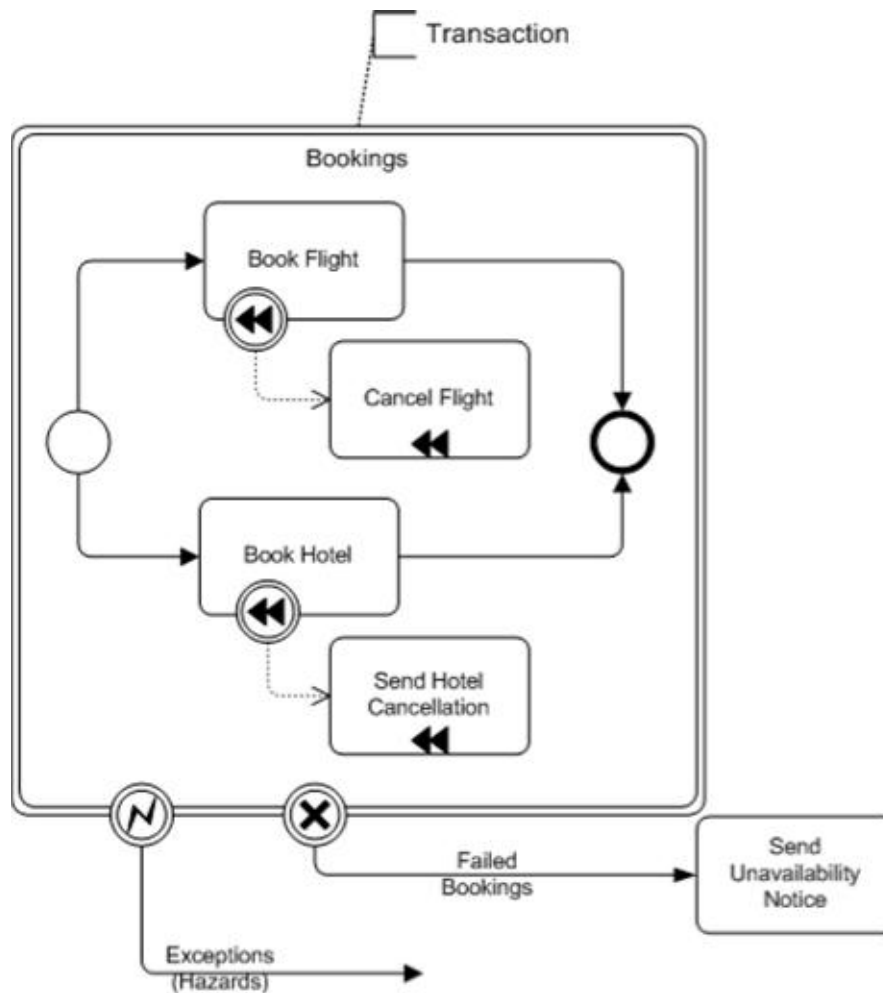 Transaction
Bookings
Book Flight
Cancel Flight
Book Hotel
Send Hotel
Cancellation
Failed
Bookings
Send
Unavailability
Notice
Exceptions
(Hazards)